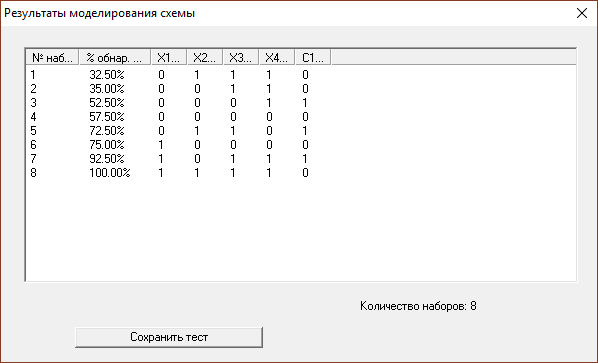 Результаты моделирования схемы
№ наб... % обнар. ... X1... X2... X3... X4... C1...
1 32.50% 0 1 1 1 0
2 35.00% 0 0 1 1 0
3 52.50% 0 0 0 1 1
4 57.50% 0 0 0 0 0
5 72.50% 0 1 1 0 1
6 75.00% 1 0 0 0 0
7 92.50% 1 0 1 1 1
8 100.00% 1 1 1 1 0
Количество наборов: 8
Сохранить тест